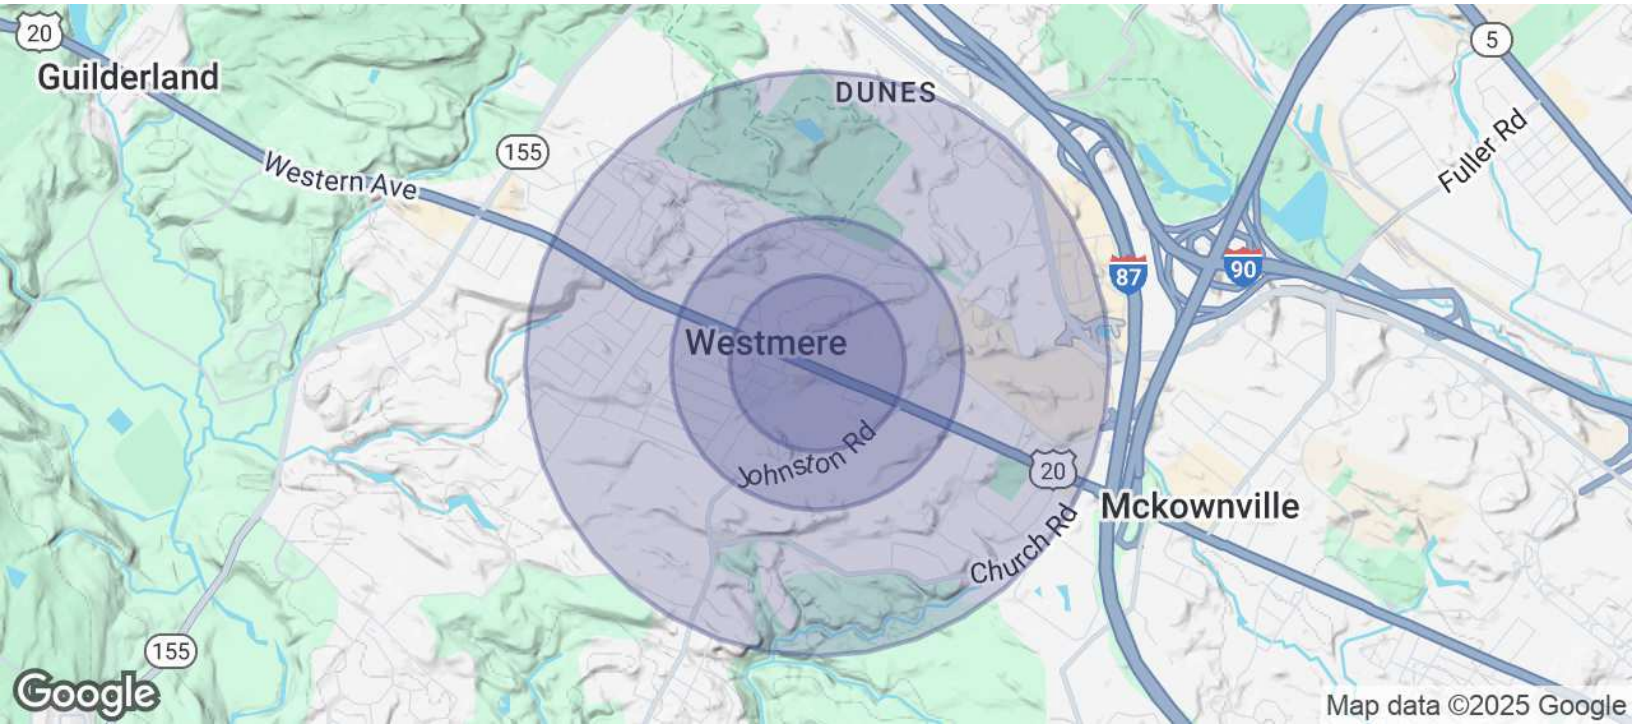 20
Guilderland
DUNES
5
155
Western Ave
Fuller Rd
87
90
Westmere
Johnston Rd
20
Mckownville
Church Rd
155
Google
Map data ©2025 Google